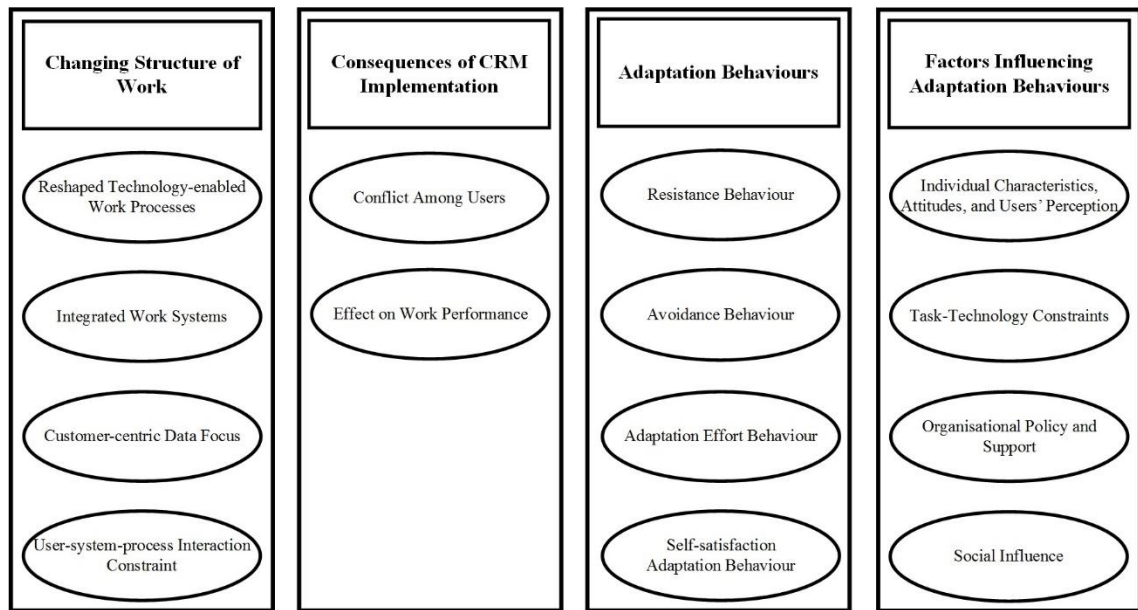 Changing Structure of
Work
Reshaped Technology-enabled
Work Processes
Integrated Work Systems
Customer-centric Data Focus
User-system-process Interaction
Constraint
Consequences of CRM
Implementation
Conflict Among Users
Effect on Work Performance
Adaptation Behaviours
Resistance Behaviour
Avoidance Behaviour
Adaptation Effort Behaviour
Self-satisfaction
Adaptation Behaviour
Factors Influencing
Adaptation Behaviours
Individual Characteristics,
Attitudes, and Users’ Perception
Task-Technology Constraints
Organisational Policy and
Support
Social Influence